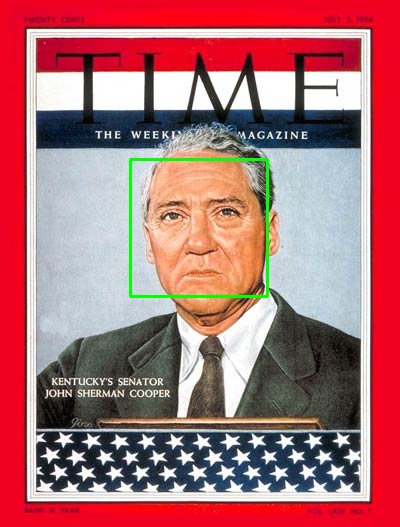 TWENTY CENTS
JULY 5, 1954
TIME
THE WEEKLY MAGAZINE
KENTUCKY'S SENATOR
JOHN SHERMAN COOPER
$6.00 A YEAR
VOL. LXIV NO. 1